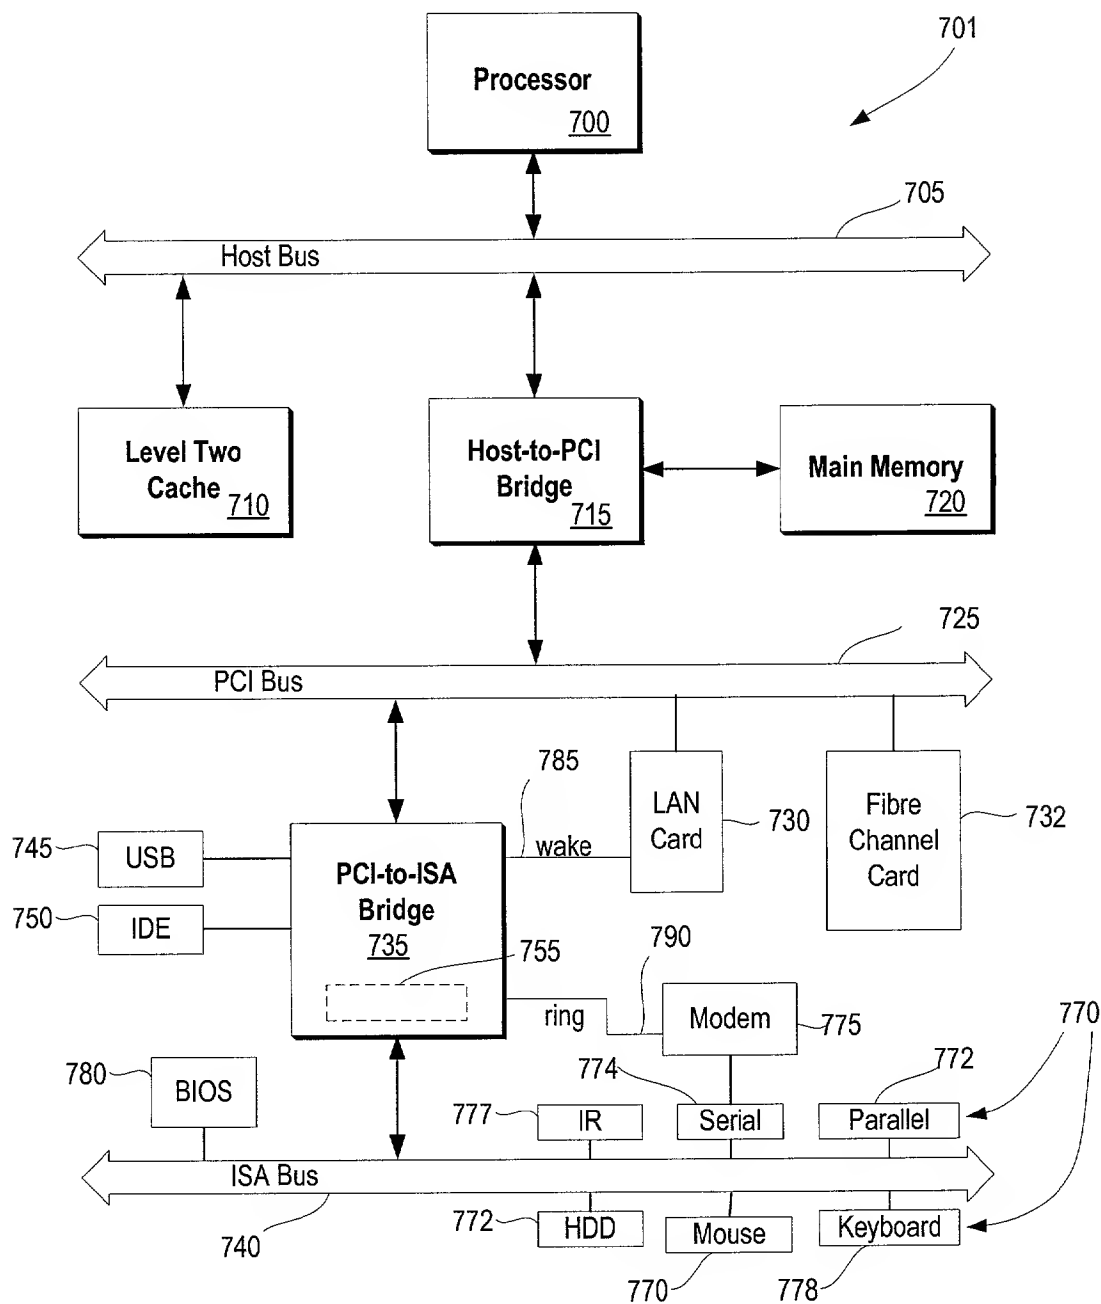 701
Processor
700
705
Host Bus
Level Two
Cache
710
Host-to-PCI
Bridge
715
Main Memory
720
725
PCI Bus
785
LAN
Card
730
Fibre
Channel
Card
732
745
USB
wake
PCI-to-ISA
Bridge
735
750
IDE
755
790
ring
Modem
775
770
780
BIOS
774
772
777
IR
Serial
Parallel
ISA Bus
740
772
HDD
Mouse
Keyboard
770
778